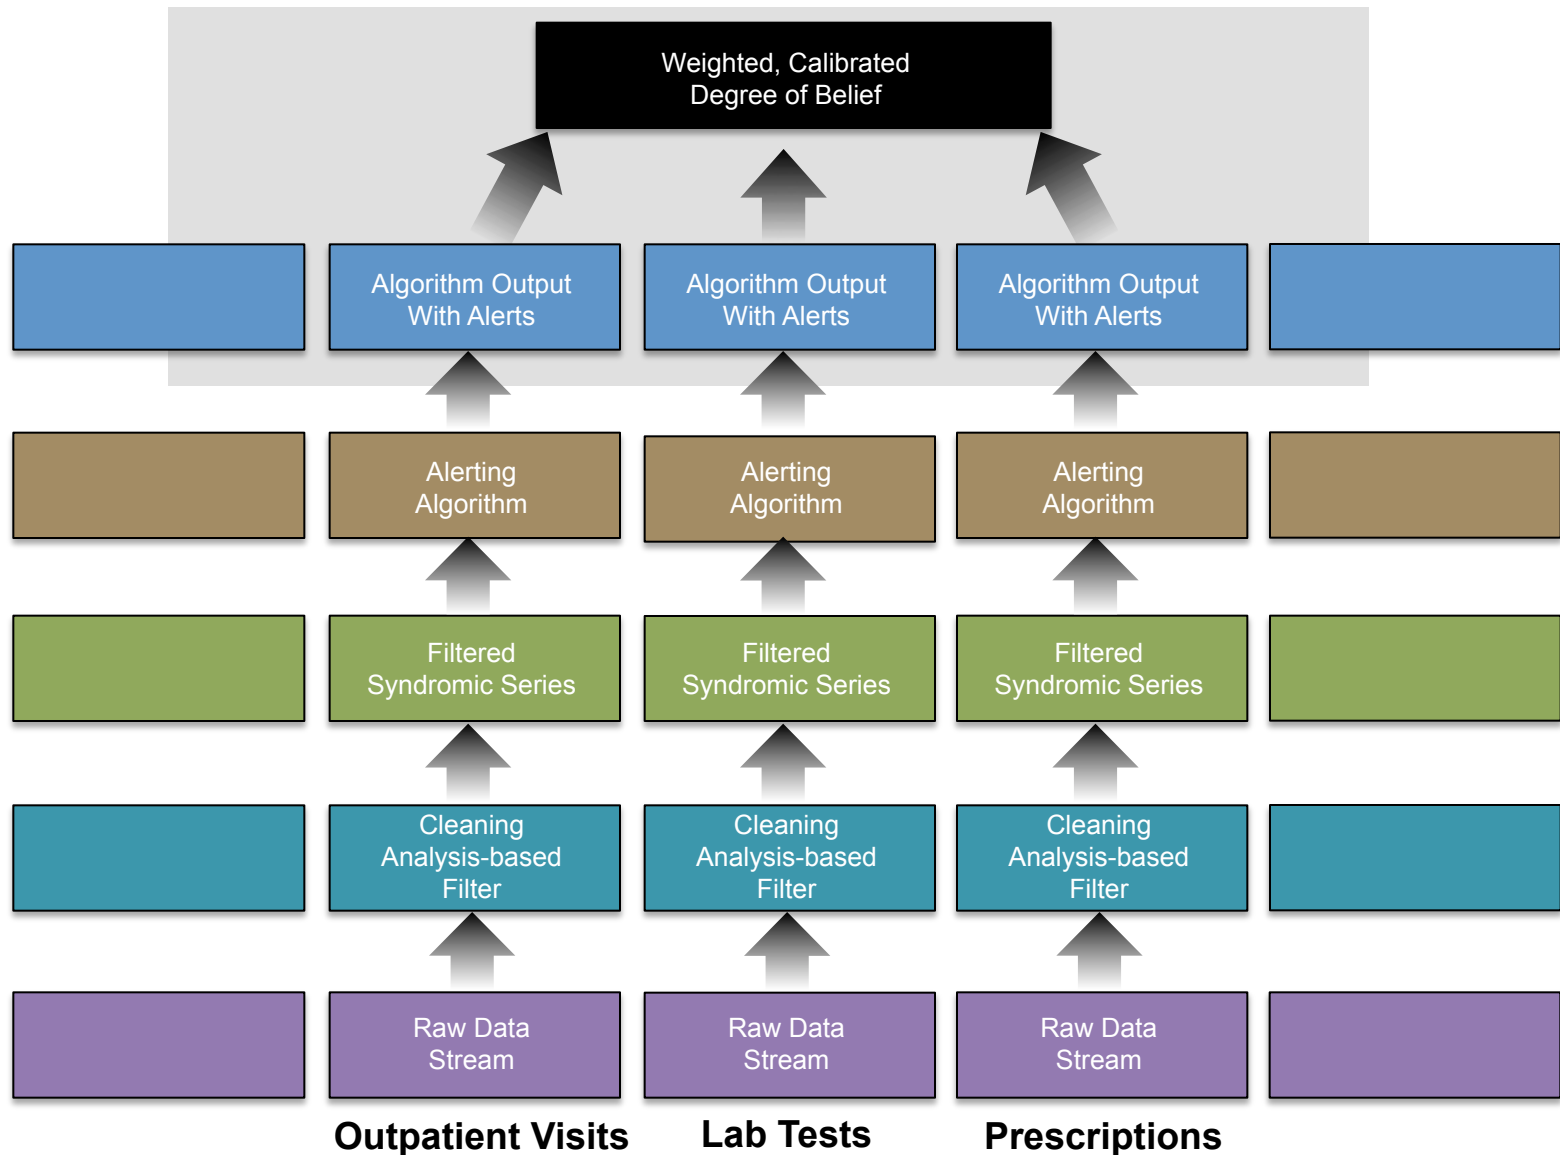 Weighted, Calibrated
Degree of Belief
Algorithm Output
With Alerts
Algorithm Output
With Alerts
Algorithm Output
With Alerts
Alerting
Algorithm
Alerting
Algorithm
Alerting
Algorithm
Filtered
Syndromic Series
Filtered
Syndromic Series
Filtered
Syndromic Series
Cleaning
Analysis-based
Filter
Cleaning
Analysis-based
Filter
Cleaning
Analysis-based
Filter
Raw Data
Stream
Raw Data
Stream
Raw Data
Stream
Outpatient Visits
Lab Tests
Prescriptions